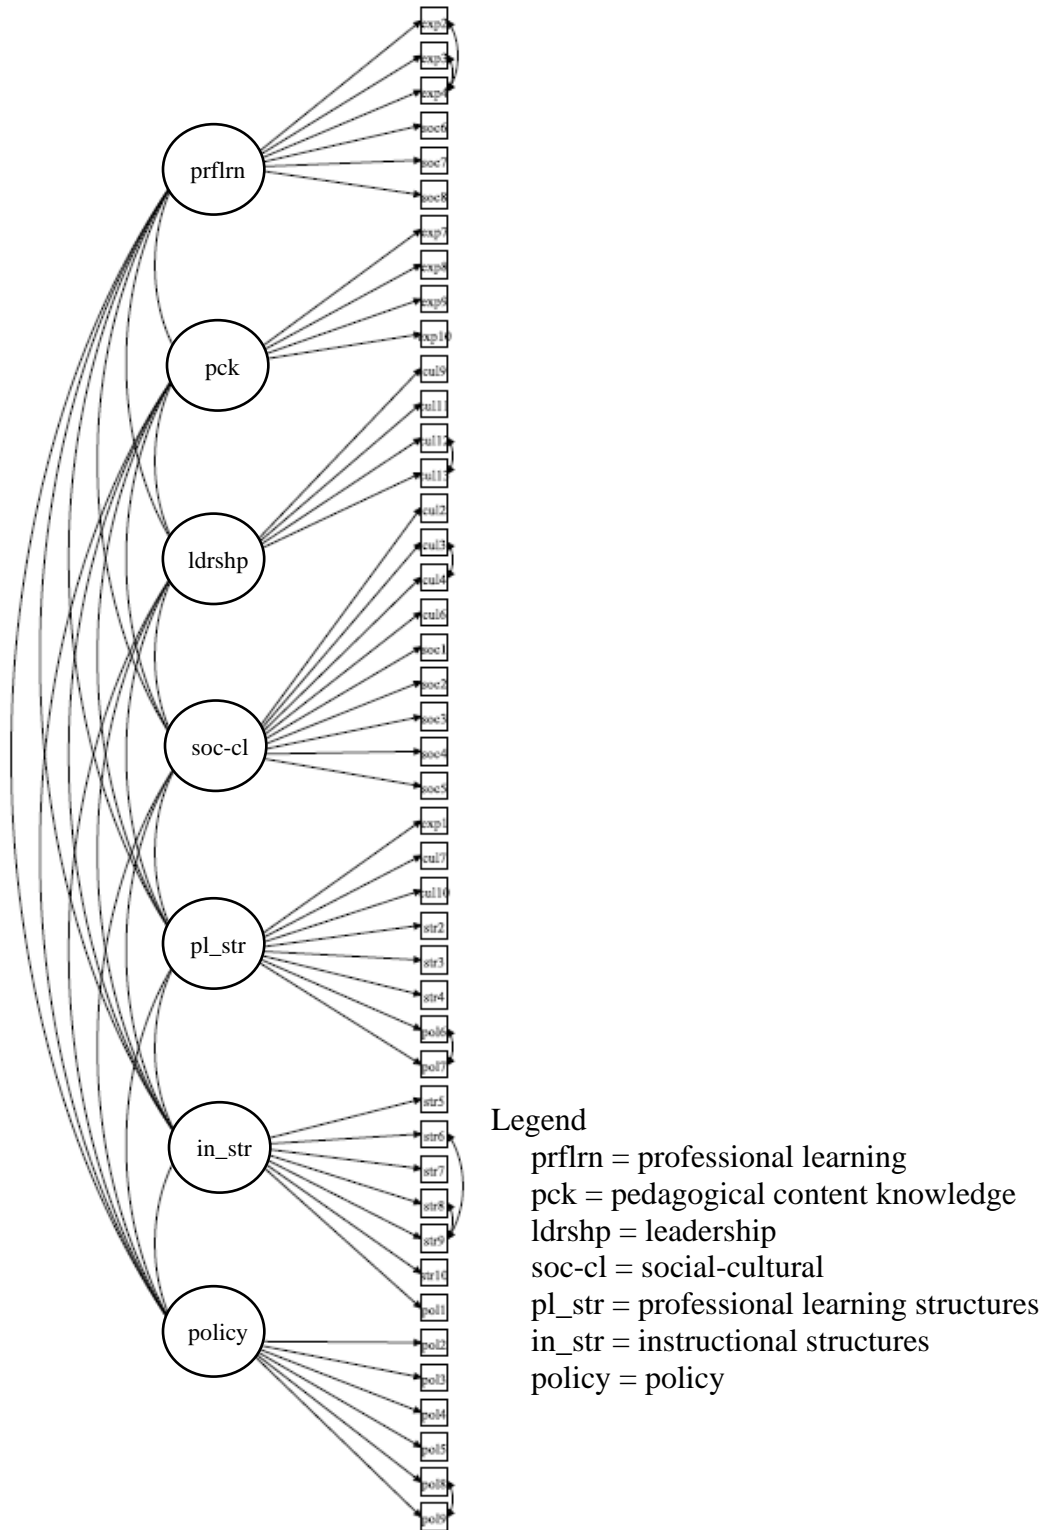 exp2
exp3
exp4
soc6
soc7
soc8
prflrn
exp7
exp8
exp9
exp10
pck
cul9
cul11
cul12
cul13
ldrshp
cul2
cul3
cul4
cul6
soc1
soc2
soc3
soc4
soc5
soc-cl
exp1
cul7
cul10
str2
str3
str4
pol6
pol7
pl_str
str5
str6
str7
str8
str9
str10
pol1
in_str
pol2
pol3
pol4
pol5
pol8
pol9
policy
Legend
prflrn = professional learning
pck = pedagogical content knowledge
ldrshp = leadership
soc-cl = social-cultural
pl_str = professional learning structures
in_str = instructional structures
policy = policy